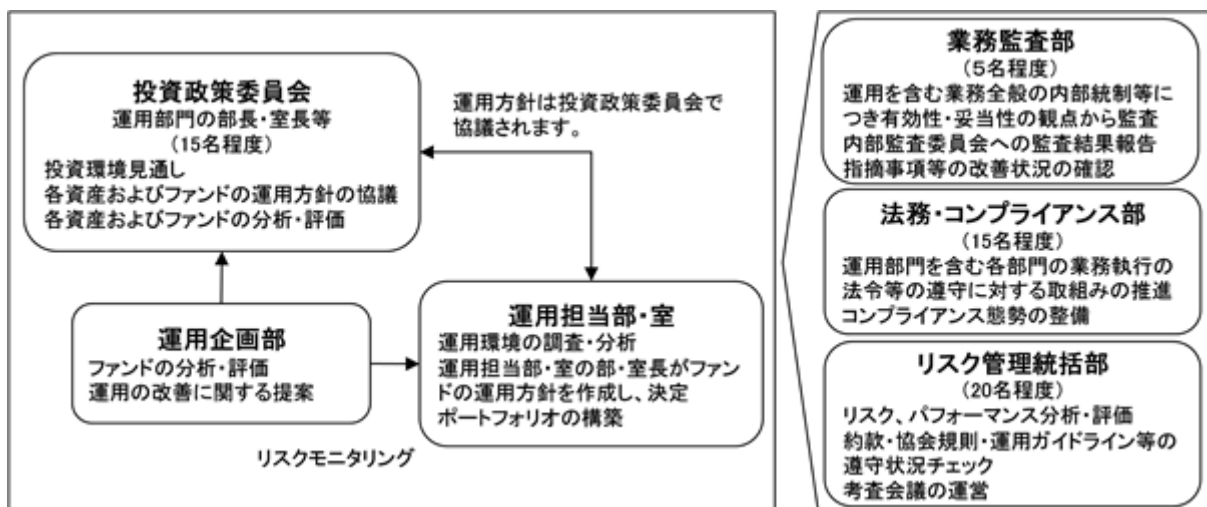 投資政策委員会
運用部門の部長・室長等
(15名程度)
投資環境見通し
各資産およびファンドの運用方針の協議
各資産およびファンドの分析・評価
運用方針は投資政策委員会で
協議されます。
運用企画部
ファンドの分析・評価
運用の改善に関する提案
運用担当部・室
運用環境の調査・分析
運用担当部・室の部・室長がファン
ドの運用方針を作成し、決定
ポートフォリオの構築
リスクモニタリング
業務監査部
(5名程度)
運用を含む業務全般の内部統制等に
つき有効性・妥当性の観点から監査
内部監査委員会への監査結果報告
指摘事項等の改善状況の確認
法務・コンプライアンス部
(15名程度)
運用部門を含む各部門の業務執行の
法令等の遵守に対する取組みの推進
コンプライアンス態勢の整備
リスク管理統括部
(20名程度)
リスク、パフォーマンス分析・評価
約款・協会規則・運用ガイドライン等の
遵守状況チェック
考査会議の運営